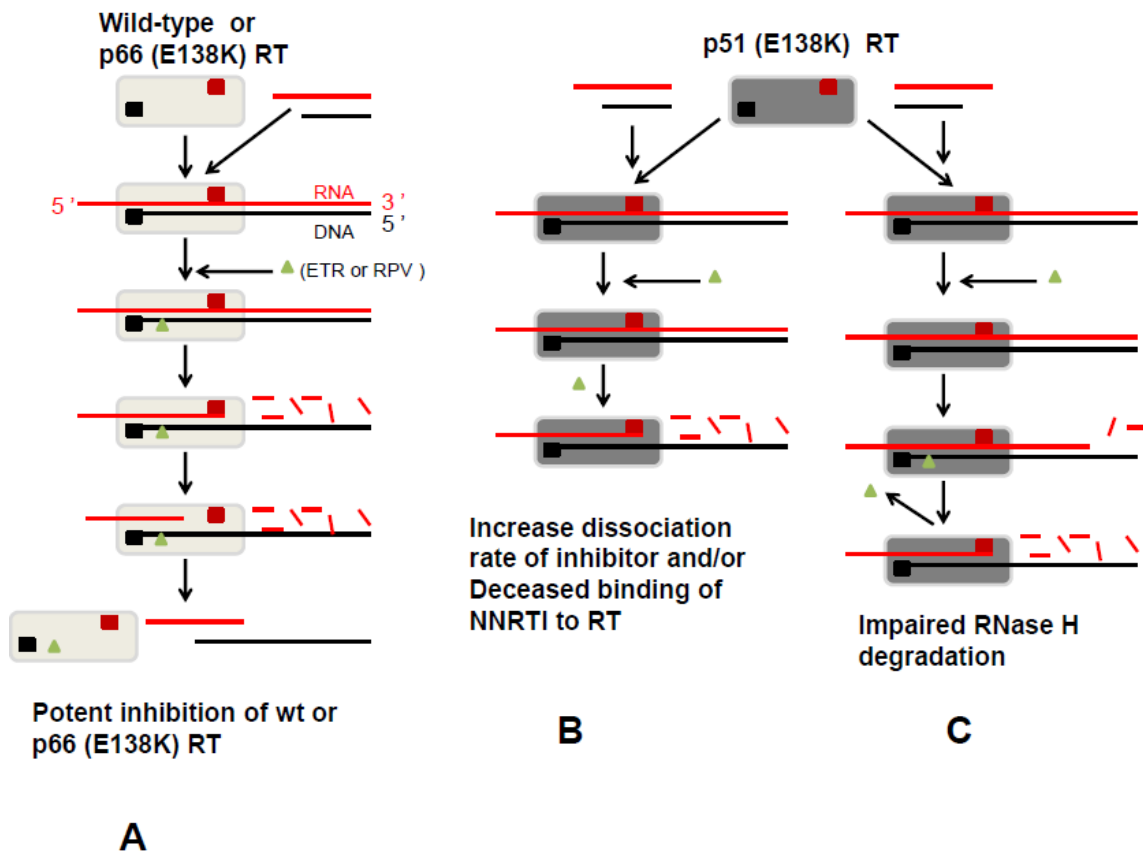 Wild-type or
p66 (E138K) RT
5 ’
RNA
3 ’
DNA
5 ’
(ETR or RPV )
Potent inhibition of wt or
p66 (E138K) RT
A
p51 (E138K) RT
Increase dissociation
rate of inhibitor and/or
Deceased binding of
NNRTI to RT
B
Impaired RNase H
degradation
C